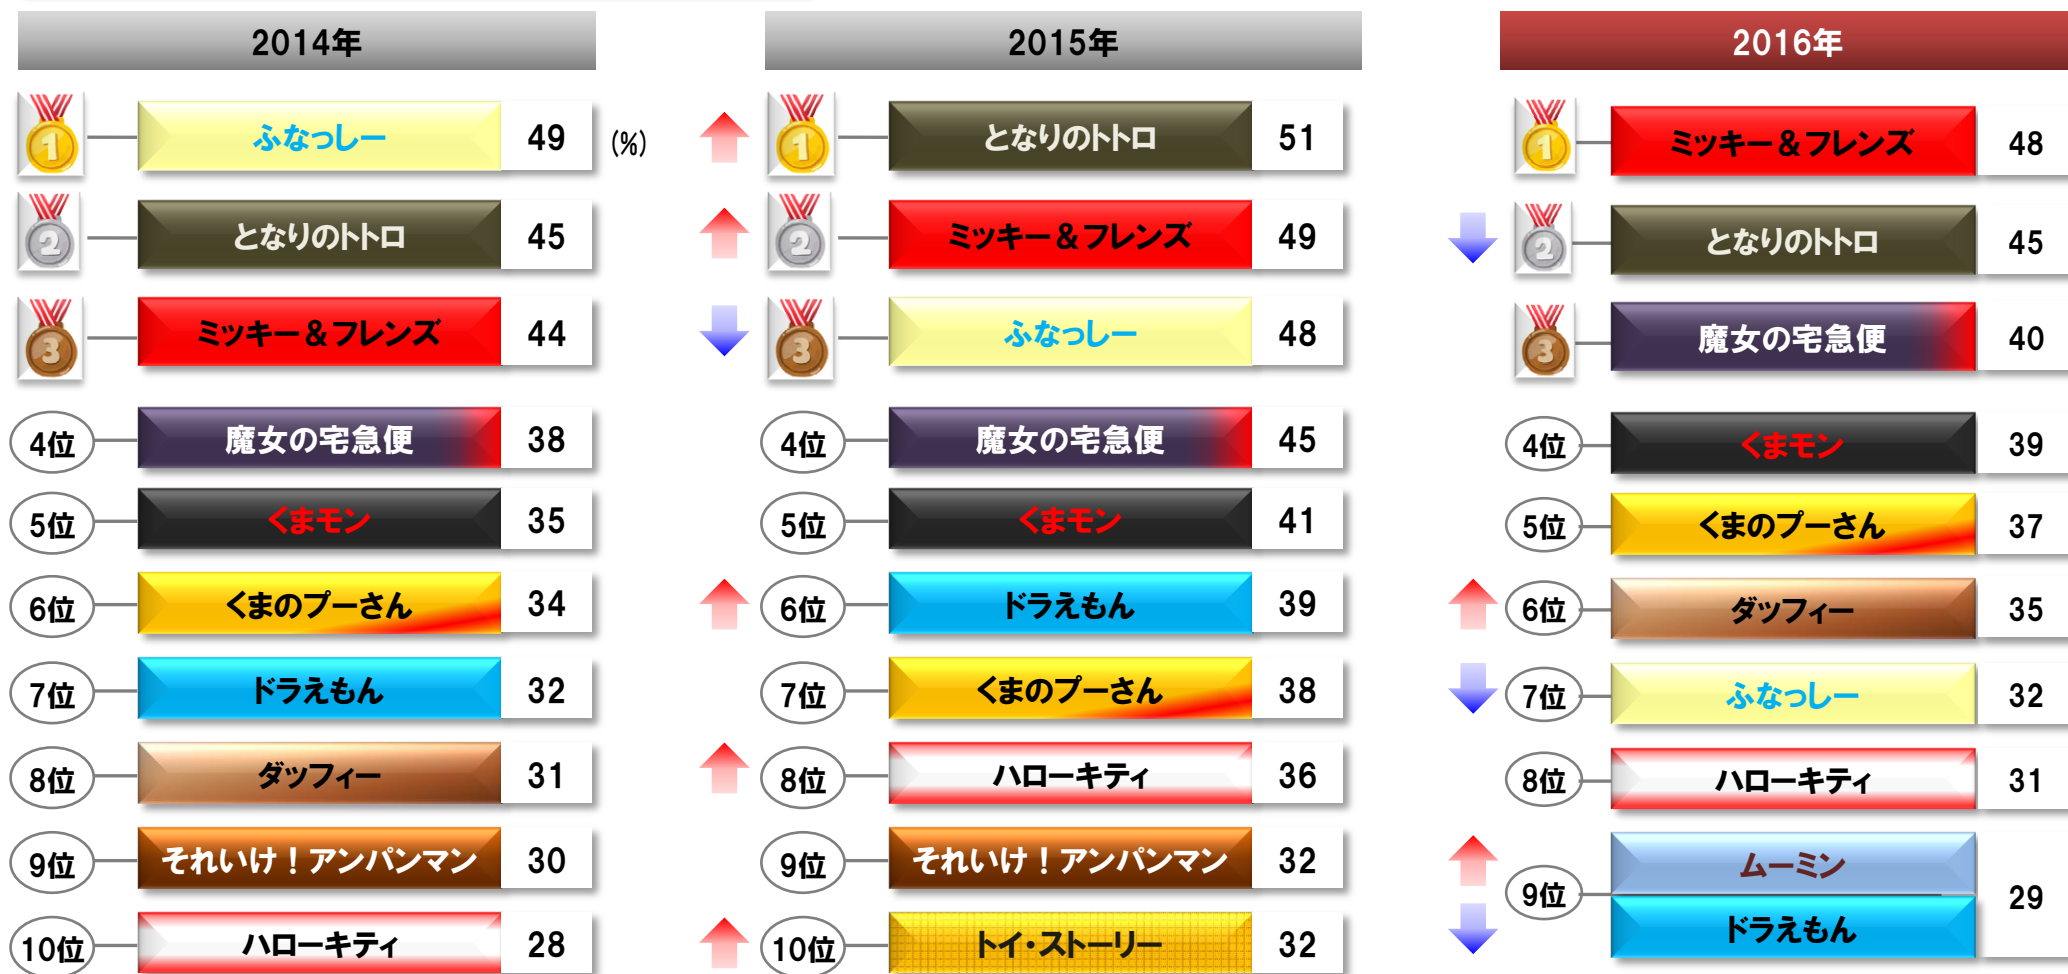 2014年
1 ふなっしー 49 (%)
2 となりのトトロ 45
3 ミッキー＆フレンズ 44
4位 魔女の宅急便 38
5位 くまモン 35
6位 くまのプーさん 34
7位 ドラえもん 32
8位 ダッフィー 31
9位 それいけ！アンパンマン 30
10位 ハローキティ 28
2015年
1 となりのトトロ 51
2 ミッキー＆フレンズ 49
3 ふなっしー 48
4位 魔女の宅急便 45
5位 くまモン 41
6位 ドラえもん 39
7位 くまのプーさん 38
8位 ハローキティ 36
9位 それいけ！アンパンマン 32
10位 トイ・ストーリー 32
2016年
1 ミッキー＆フレンズ 48
2 となりのトトロ 45
3 魔女の宅急便 40
4位 くまモン 39
5位 くまのプーさん 37
6位 ダッフィー 35
7位 ふなっしー 32
8位 ハローキティ 31
9位 ムーミン 29
ドラえもん